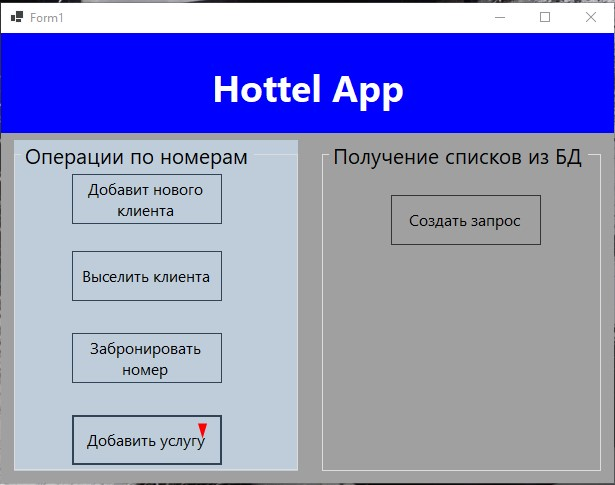 Form1
Hottel App
Операции по номерам
Добавит нового
клиента
Выселить клиента
Забронировать
номер
Добавить услугу
Получение списков из БД
Создать запрос